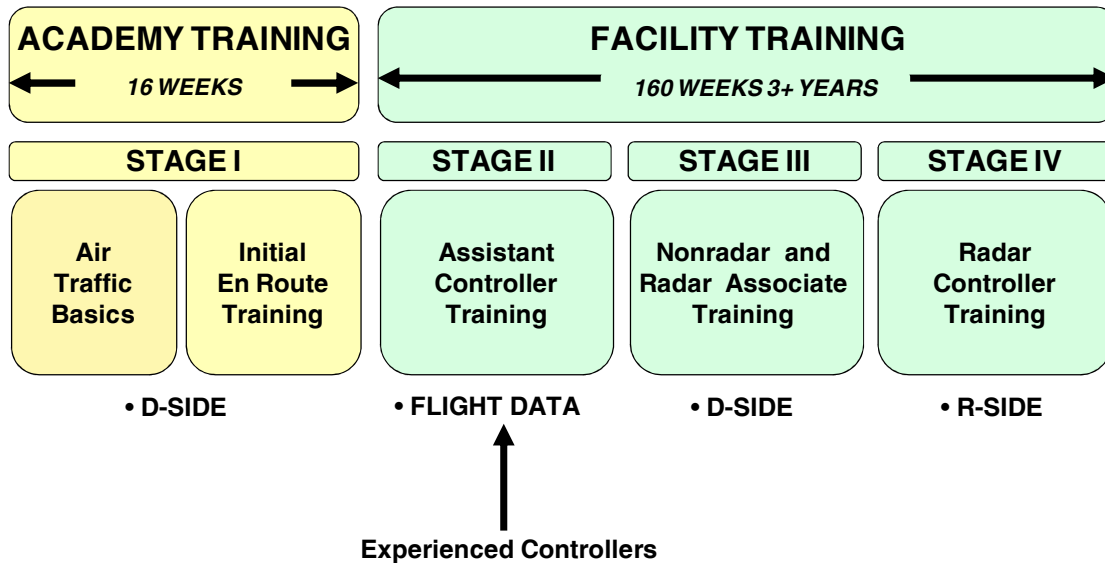 ACADEMY TRAINING
16 WEEKS
FACILITY TRAINING
160 WEEKS 3+ YEARS
STAGE I
STAGE II
STAGE III
STAGE IV
Air
Traffic
Basics
Initial
En Route
Training
Assistant
Controller
Training
Nonradar and
Radar Associate
Training
Radar
Controller
Training
• D-SIDE
• FLIGHT DATA
• D-SIDE
• R-SIDE
Experienced Controllers